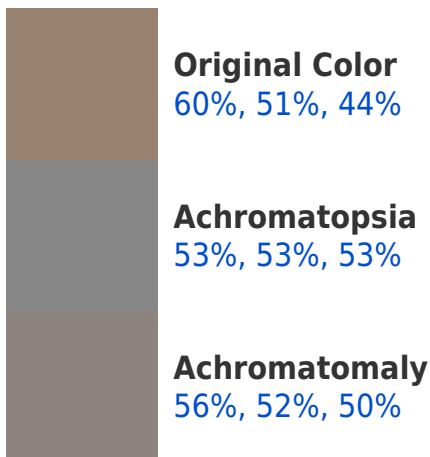 Original Color
60%, 51%, 44%
Achromatopsia
53%, 53%, 53%
Achromatomaly
56%, 52%, 50%